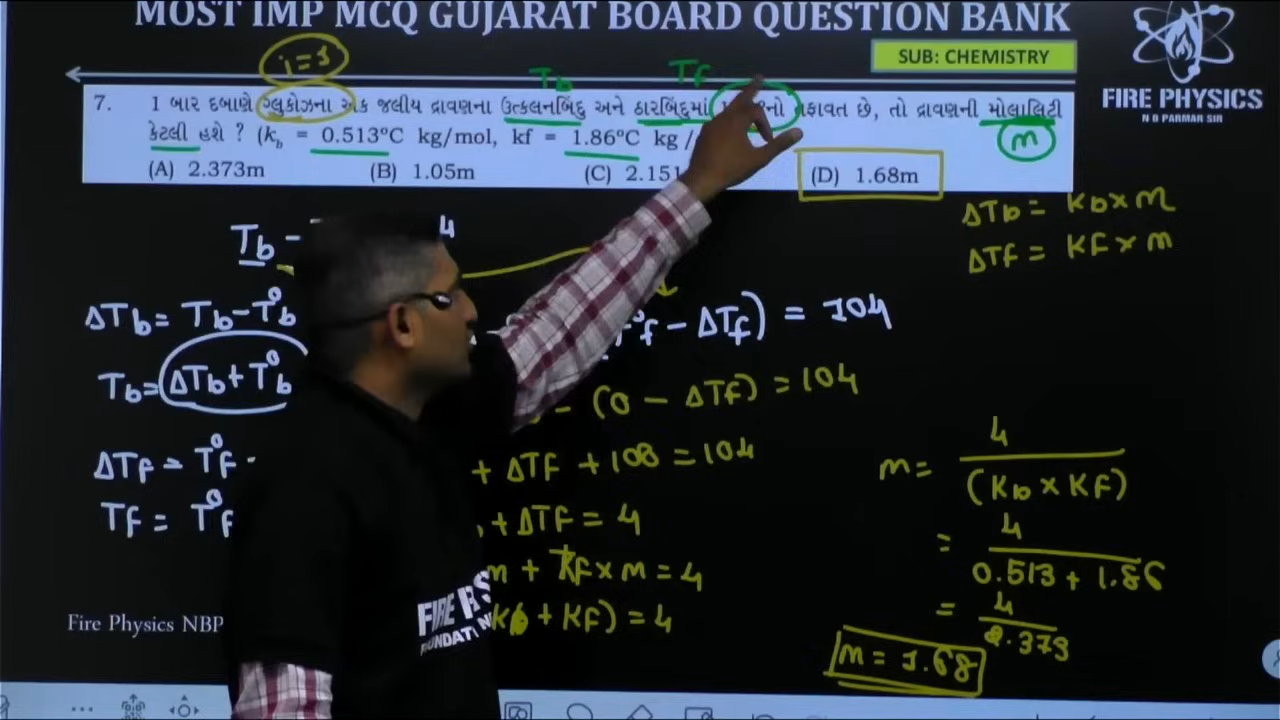 MOST IMP MCQ GUJARAT BOARD QUESTION BANK
SUB: CHEMISTRY
FIRE PHYSICS
N B PARMAR SIR
i = 1
Tb Tf
7. 1 બાર દબાણે ગ્લુકોઝના એક જલીય દ્રાવણના ઉત્કલનબિંદુ અને ઠારબિંદુમાં તફાવત છે, તો દ્રાવણની મોલાલિટી
કેટલી હશે ? (kb = 0.513°C kg/mol, kf = 1.86°C kg /
m
(A) 2.373m (B) 1.05m (C) 2.151 (D) 1.68m
ΔTb = Kb × m
ΔTf = KF × m
Tb - 4
ΔTb = Tb - T°b
Tb = ΔTb + T°b
ΔTf = T°f -
Tf = T°f
°f - ΔTf) = 104
- (0 - ΔTf) = 104
+ ΔTF + 100 = 104
+ ΔTF = 4
m + KF × m = 4
Kb + KF) = 4
m = 4
(Kb × KF)
= 4
0.513 + 1.86
= 4
2.373
m = 1.68
Fire Physics NBP
FIRE